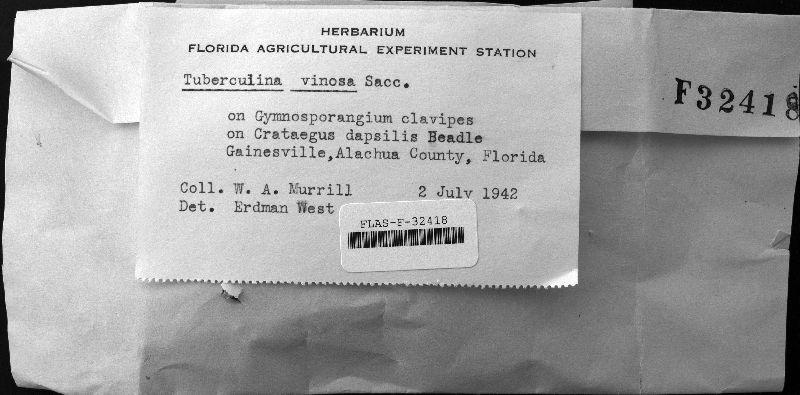 HERBARIUM
FLORIDA AGRICULTURAL EXPERIMENT STATION
Tuberculina vinosa Sacc.
on Gymnosporangium clavipes
on Crataegus dapsilis Beadle
Gainesville,Alachua County, Florida
Coll. W. A. Murrill 2 July 1942
Det. Erdman West
FLAS-F-32418
F32418